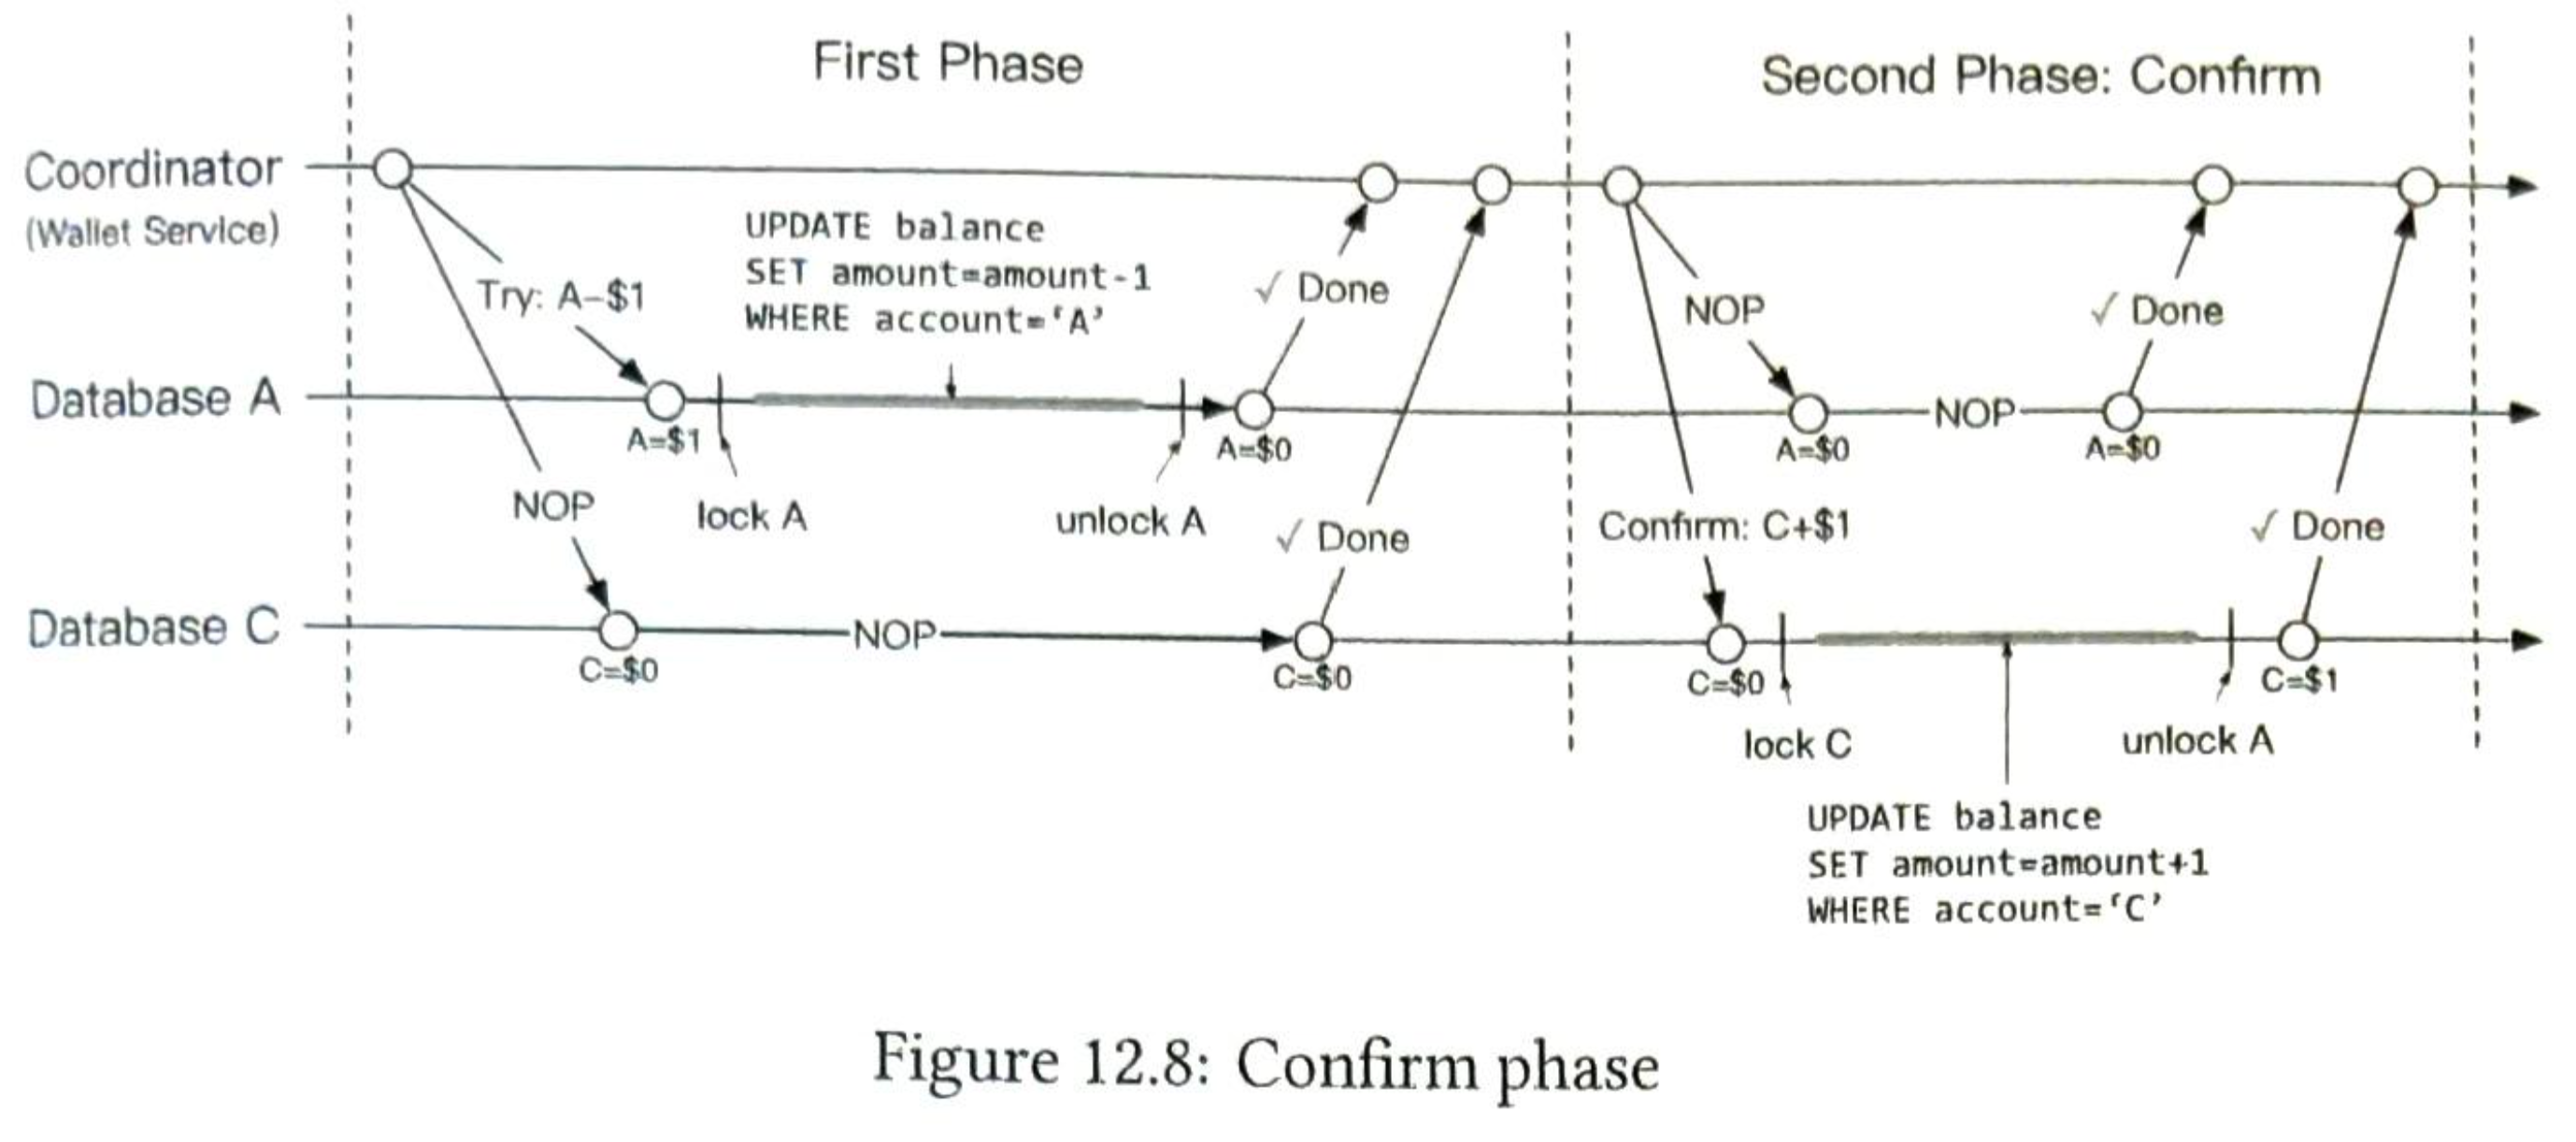 First Phase
Second Phase: Confirm
Coordinator
(Wallet Service)
UPDATE balance
SET amount=amount-1
WHERE account=‘A’
Try: A-$1
✓ Done
NOP
✓ Done
Database A
A=$1
A=$0
A=$0
NOP
A=$0
NOP
lock A
unlock A
✓ Done
Confirm: C+$1
✓ Done
Database C
NOP
C=$0
C=$0
C=$0
C=$1
lock C
unlock A
UPDATE balance
SET amount=amount+1
WHERE account=‘C’
Figure 12.8: Confirm phase